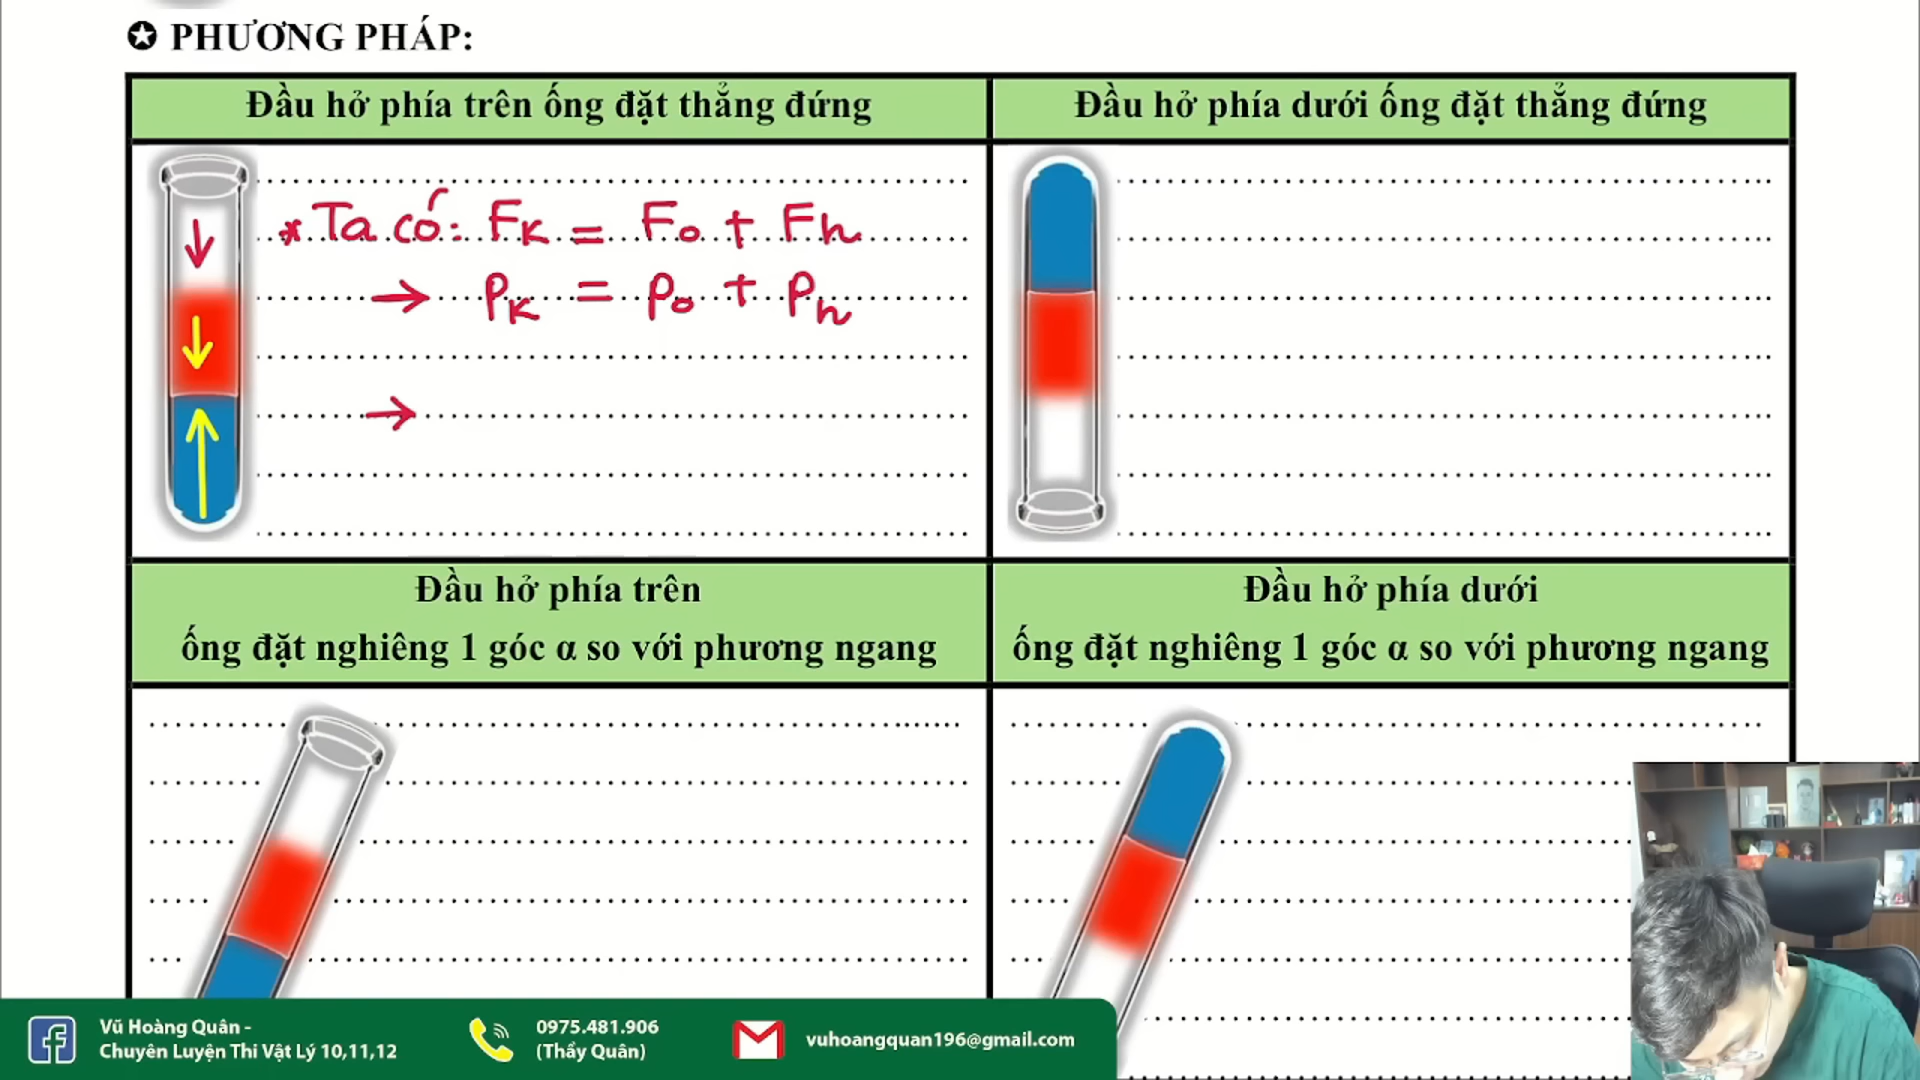 ✪ PHƯƠNG PHÁP:
Đầu hở phía trên ống đặt thẳng đứng
* Ta có: Fk = Fo + Fh
→ pk = po + ph
→
Đầu hở phía dưới ống đặt thẳng đứng
Đầu hở phía trên
ống đặt nghiêng 1 góc α so với phương ngang
Đầu hở phía dưới
ống đặt nghiêng 1 góc α so với phương ngang
Vũ Hoàng Quân -
Chuyên Luyện Thi Vật Lý 10,11,12
0975.481.906
(Thầy Quân)
vuhoangquan196@gmail.com